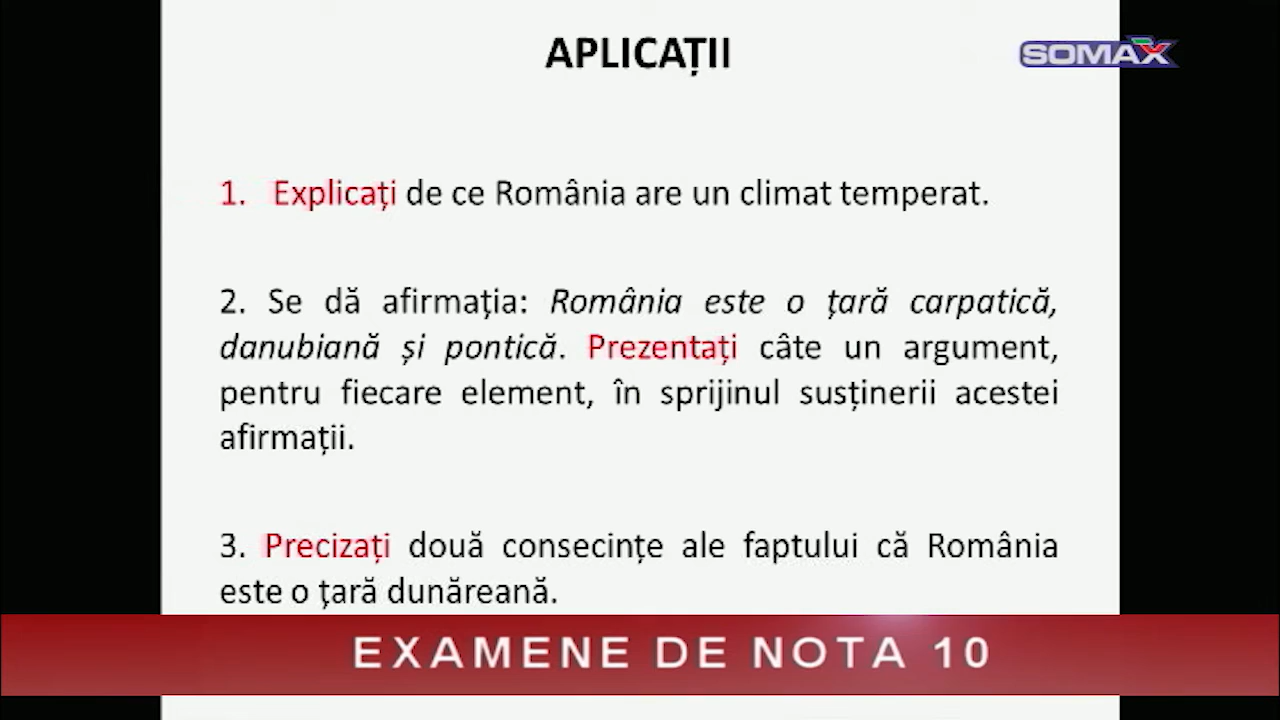 APLICAȚII
SOMAX
1. Explicați de ce România are un climat temperat.
2. Se dă afirmația: România este o țară carpatică,
danubiană și pontică. Prezentați câte un argument,
pentru fiecare element, în sprijinul susținerii acestei
afirmații.
3. Precizați două consecințe ale faptului că România
este o țară dunăreană.
EXAMENE DE NOTA 10